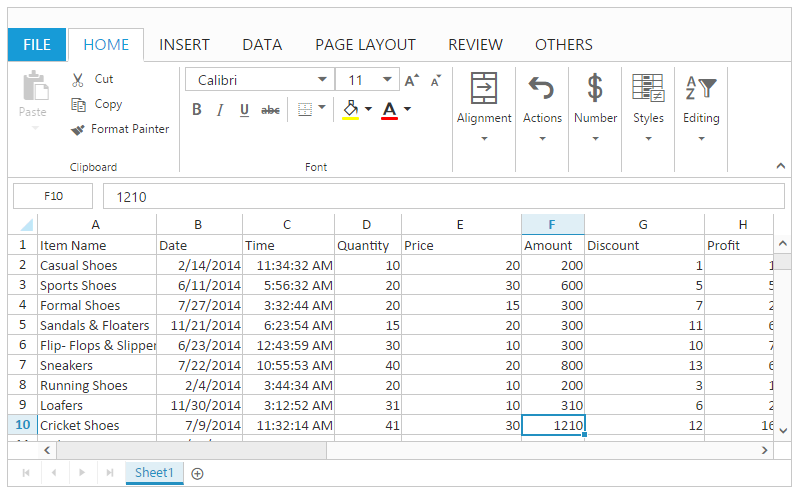 FILE HOME INSERT DATA PAGE LAYOUT REVIEW OTHERS
Paste
Cut
Copy
Format Painter
Clipboard
Calibri 11 A A
B I U abc A
Font
Alignment
Actions
$
Number
Styles
A Z
Editing
F10 1210
A B C D E F G H
1 Item Name Date Time Quantity Price Amount Discount Profit
2 Casual Shoes 2/14/2014 11:34:32 AM 10 20 200 1
3 Sports Shoes 6/11/2014 5:56:32 AM 20 30 600 5
4 Formal Shoes 7/27/2014 3:32:44 AM 20 15 300 7
5 Sandals & Floaters 11/21/2014 6:23:54 AM 15 20 300 11
6 Flip- Flops & Slipper 6/23/2014 12:43:59 AM 30 10 300 10
7 Sneakers 7/22/2014 10:55:53 AM 40 20 800 13
8 Running Shoes 2/4/2014 3:44:34 AM 20 10 200 3
9 Loafers 11/30/2014 3:12:52 AM 31 10 310 6
10 Cricket Shoes 7/9/2014 11:32:14 AM 41 30 1210 12 16
Sheet1